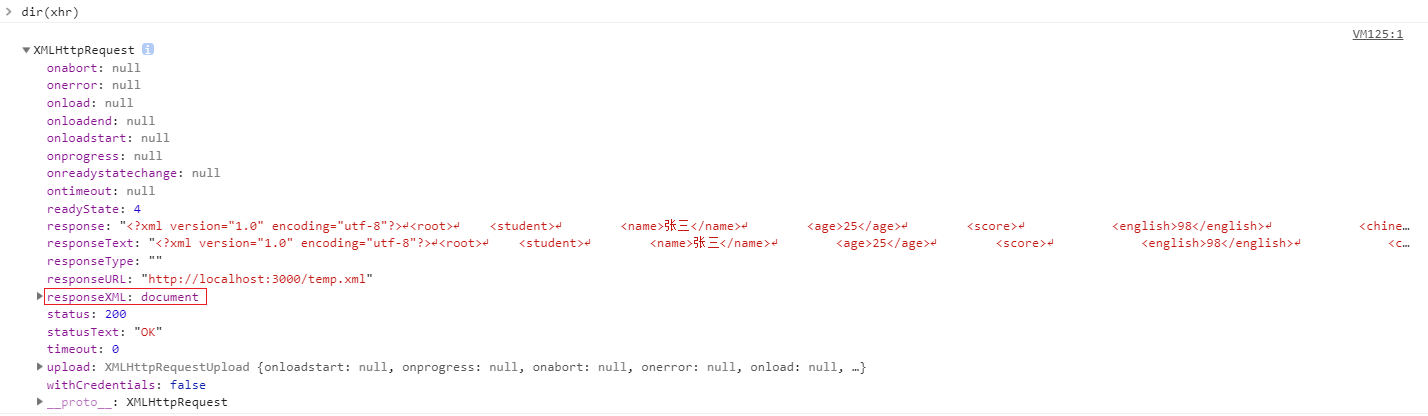 dir(xhr)
VM125:1
XMLHttpRequest i
onabort: null
onerror: null
onload: null
onloadend: null
onloadstart: null
onprogress: null
onreadystatechange: null
ontimeout: null
readyState: 4
response: "<?xml version="1.0" encoding="utf-8"?>↲<root>↲    <student>↲        <name>张三</name>↲        <age>25</age>↲        <score>↲            <english>98</english>↲            <chine…
responseText: "<?xml version="1.0" encoding="utf-8"?>↲<root>↲    <student>↲        <name>张三</name>↲        <age>25</age>↲        <score>↲            <english>98</english>↲            <c…
responseType: ""
responseURL: "http://localhost:3000/temp.xml"
responseXML: document
status: 200
statusText: "OK"
timeout: 0
upload: XMLHttpRequestUpload {onloadstart: null, onprogress: null, onabort: null, onerror: null, onload: null, …}
withCredentials: false
__proto__: XMLHttpRequest